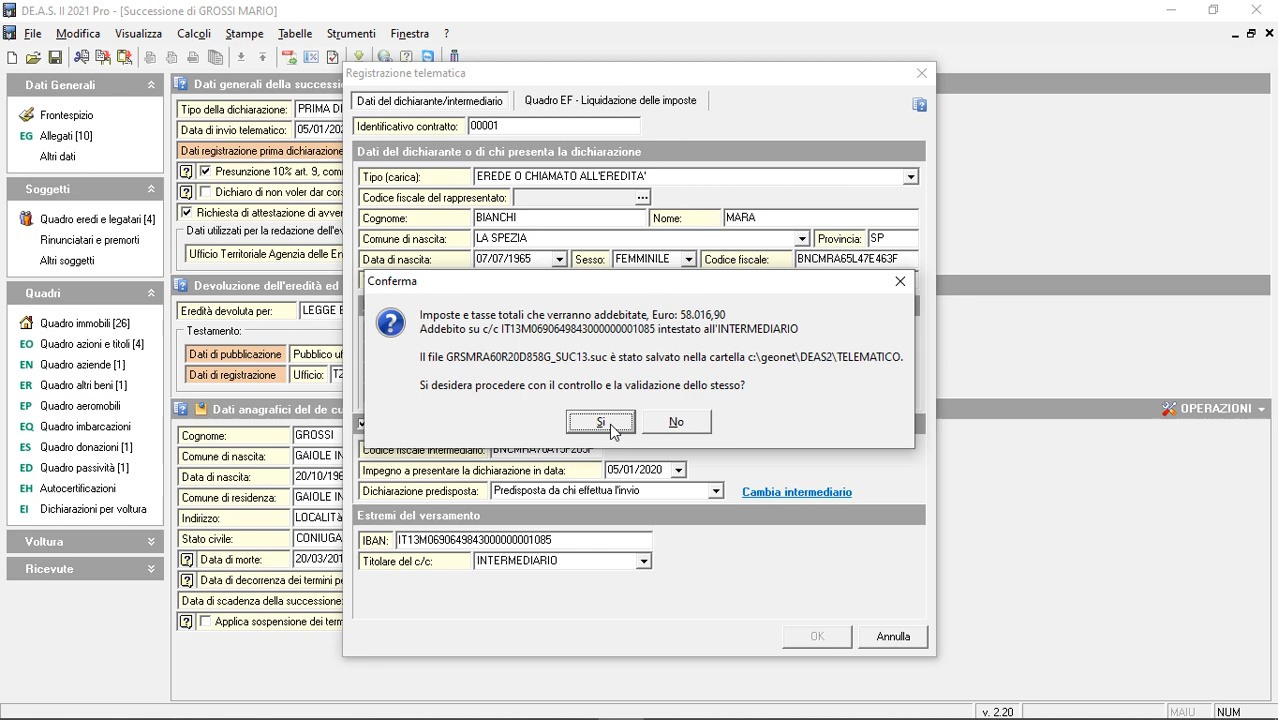 DE.A.S. II 2021 Pro - [Successione di GROSSI MARIO]
File Modifica Visualizza Calcoli Stampe Tabelle Strumenti Finestra ?
Dati Generali
Frontespizio
EG Allegati [10]
Altri dati
Soggetti
Quadro eredi e legatari [4]
Rinunciatari e premorti
Altri soggetti
Quadri
Quadro immobili [26]
EO Quadro azioni e titoli [4]
EN Quadro aziende [1]
ER Quadro altri beni [1]
EP Quadro aeromobili
EQ Quadro imbarcazioni
ES Quadro donazioni [1]
ED Quadro passività [1]
EH Autocertificazioni
EI Dichiarazioni per voltura
Voltura
Ricevute
Dati generali della successi
Tipo della dichiarazione: PRIMA DI
Data di invio telematico: 05/01/202
Dati registrazione prima dichiarazione
Presunzione 10% art. 9, com
Dichiaro di non voler dar cors
Richiesta di attestazione di avver
Dati utilizzati per la redazione dell'ev
Ufficio Territoriale Agenzia delle En
Devoluzione dell'eredità ed
Eredità devoluta per: LEGGE E
Testamento:
Dati di pubblicazione Pubblico uf
Dati di registrazione Ufficio: T2
Dati anagrafici del de cu
OPERAZIONI
Cognome: GROSSI
Comune di nascita: GAIOLE IN
Data di nascita: 20/10/196
Comune di residenza: GAIOLE IN
Indirizzo: LOCALITà
Stato civile: CONIUGA
Data di morte: 20/03/201
Data di decorrenza dei termini pe
Data di scadenza della successione:
Applica sospensione dei term
Registrazione telematica
Dati del dichiarante/intermediario Quadro EF - Liquidazione delle imposte
Identificativo contratto: 00001
Dati del dichiarante o di chi presenta la dichiarazione
Tipo (carica): EREDE O CHIAMATO ALL'EREDITA'
Codice fiscale del rappresentato: ...
Cognome: BIANCHI Nome: MARA
Comune di nascita: LA SPEZIA Provincia: SP
Data di nascita: 07/07/1965 Sesso: FEMMINILE Codice fiscale: BNCMRA65L47E463F
Conferma
Imposte e tasse totali che verranno addebitate, Euro: 58.016,90
Addebito su c/c IT13M0690649843000000001085 intestato all'INTERMEDIARIO
Il file GRSMRA60R20D858G_SUC13.suc è stato salvato nella cartella c:\geonet\DEAS2\TELEMATICO.
Si desidera procedere con il controllo e la validazione dello stesso?
Si No
Codice fiscale intermediario:
Impegno a presentare la dichiarazione in data: 05/01/2020
Dichiarazione predisposta: Predisposta da chi effettua l'invio Cambia intermediario
Estremi del versamento
IBAN: IT13M0690649843000000001085
Titolare del c/c: INTERMEDIARIO
OK Annulla
v. 2.20 MAIU NUM